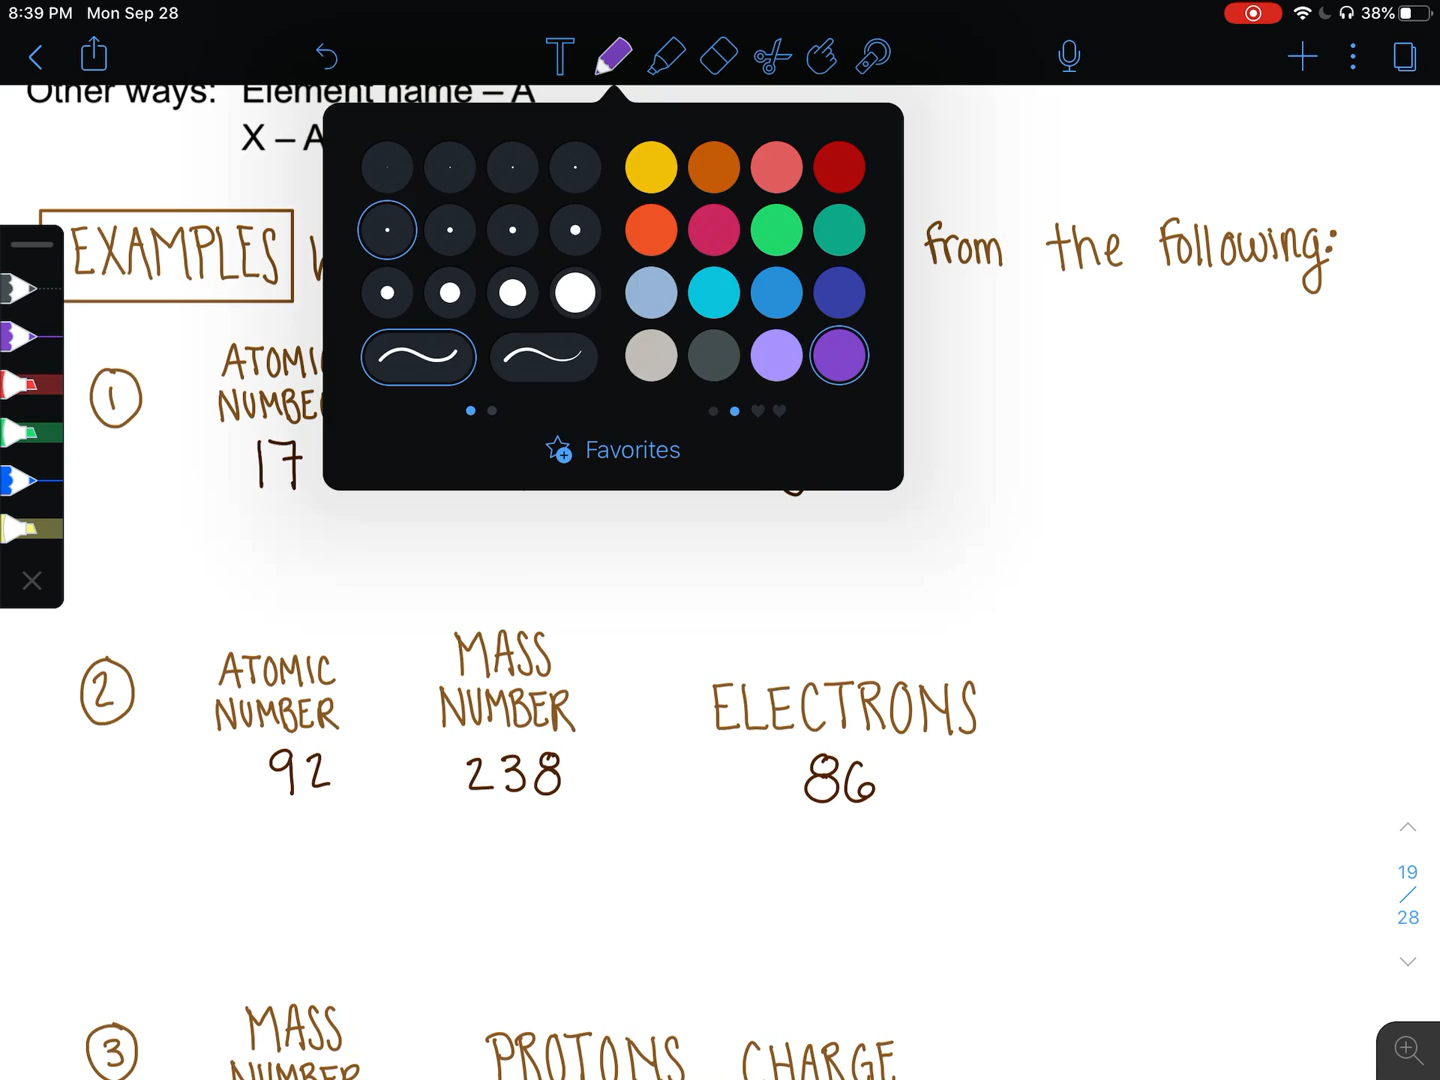 8:39 PM Mon Sep 28
38%
Other ways: Element name – A
X – A
EXAMPLES from the following:
1 ATOMIC
NUMBE
17
Favorites
2 ATOMIC
NUMBER
92
MASS
NUMBER
238
ELECTRONS
86
19
/
28
3 MASS
NUMBER
PROTONS CHARGE